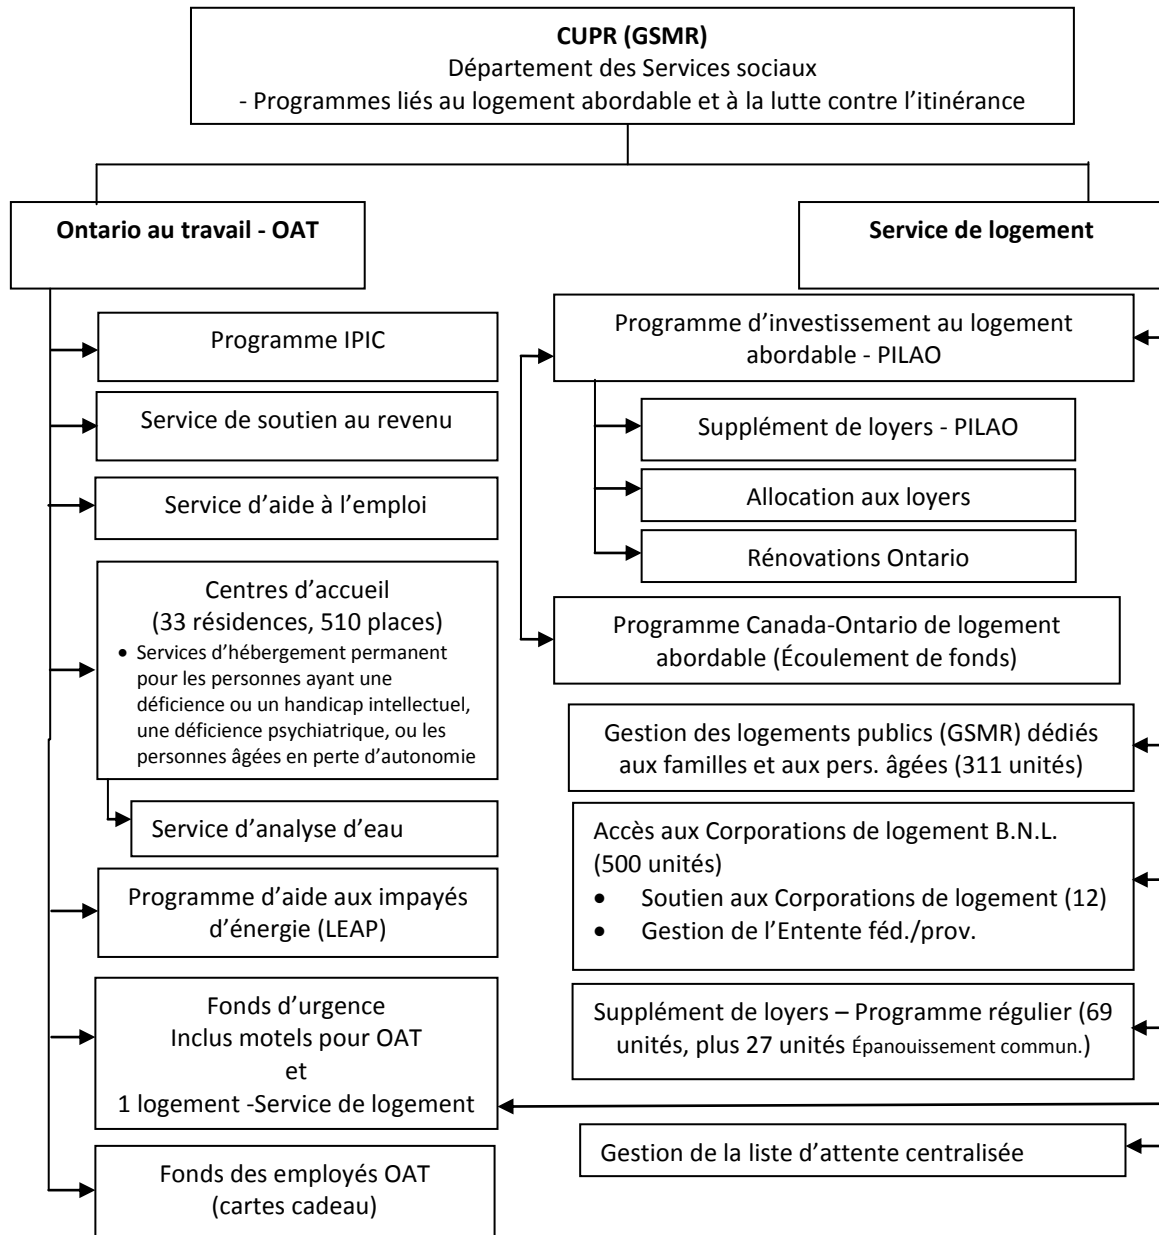 CUPR (GSMR)
Département des Services sociaux
- Programmes liés au logement abordable et à la lutte contre l’itinérance
Ontario au travail - OAT
Programme IPIC
Service de soutien au revenu
Service d’aide à l’emploi
Centres d’accueil
(33 résidences, 510 places)
• Services d’hébergement permanent
pour les personnes ayant une
déficience ou un handicap intellectuel,
une déficience psychiatrique, ou les
personnes âgées en perte d’autonomie
Service d’analyse d’eau
Programme d’aide aux impayés
d’énergie (LEAP)
Fonds d’urgence
Inclus motels pour OAT
et
1 logement -Service de logement
Fonds des employés OAT
(cartes cadeau)
Service de logement
Programme d’investissement au logement
abordable - PILAO
Supplément de loyers - PILAO
Allocation aux loyers
Rénovations Ontario
Programme Canada-Ontario de logement
abordable (Écoulement de fonds)
Gestion des logements publics (GSMR) dédiés
aux familles et aux pers. âgées (311 unités)
Accès aux Corporations de logement B.N.L.
(500 unités)
• Soutien aux Corporations de logement (12)
• Gestion de l’Entente féd./prov.
Supplément de loyers – Programme régulier (69
unités, plus 27 unités Épanouissement commun.)
Gestion de la liste d’attente centralisée